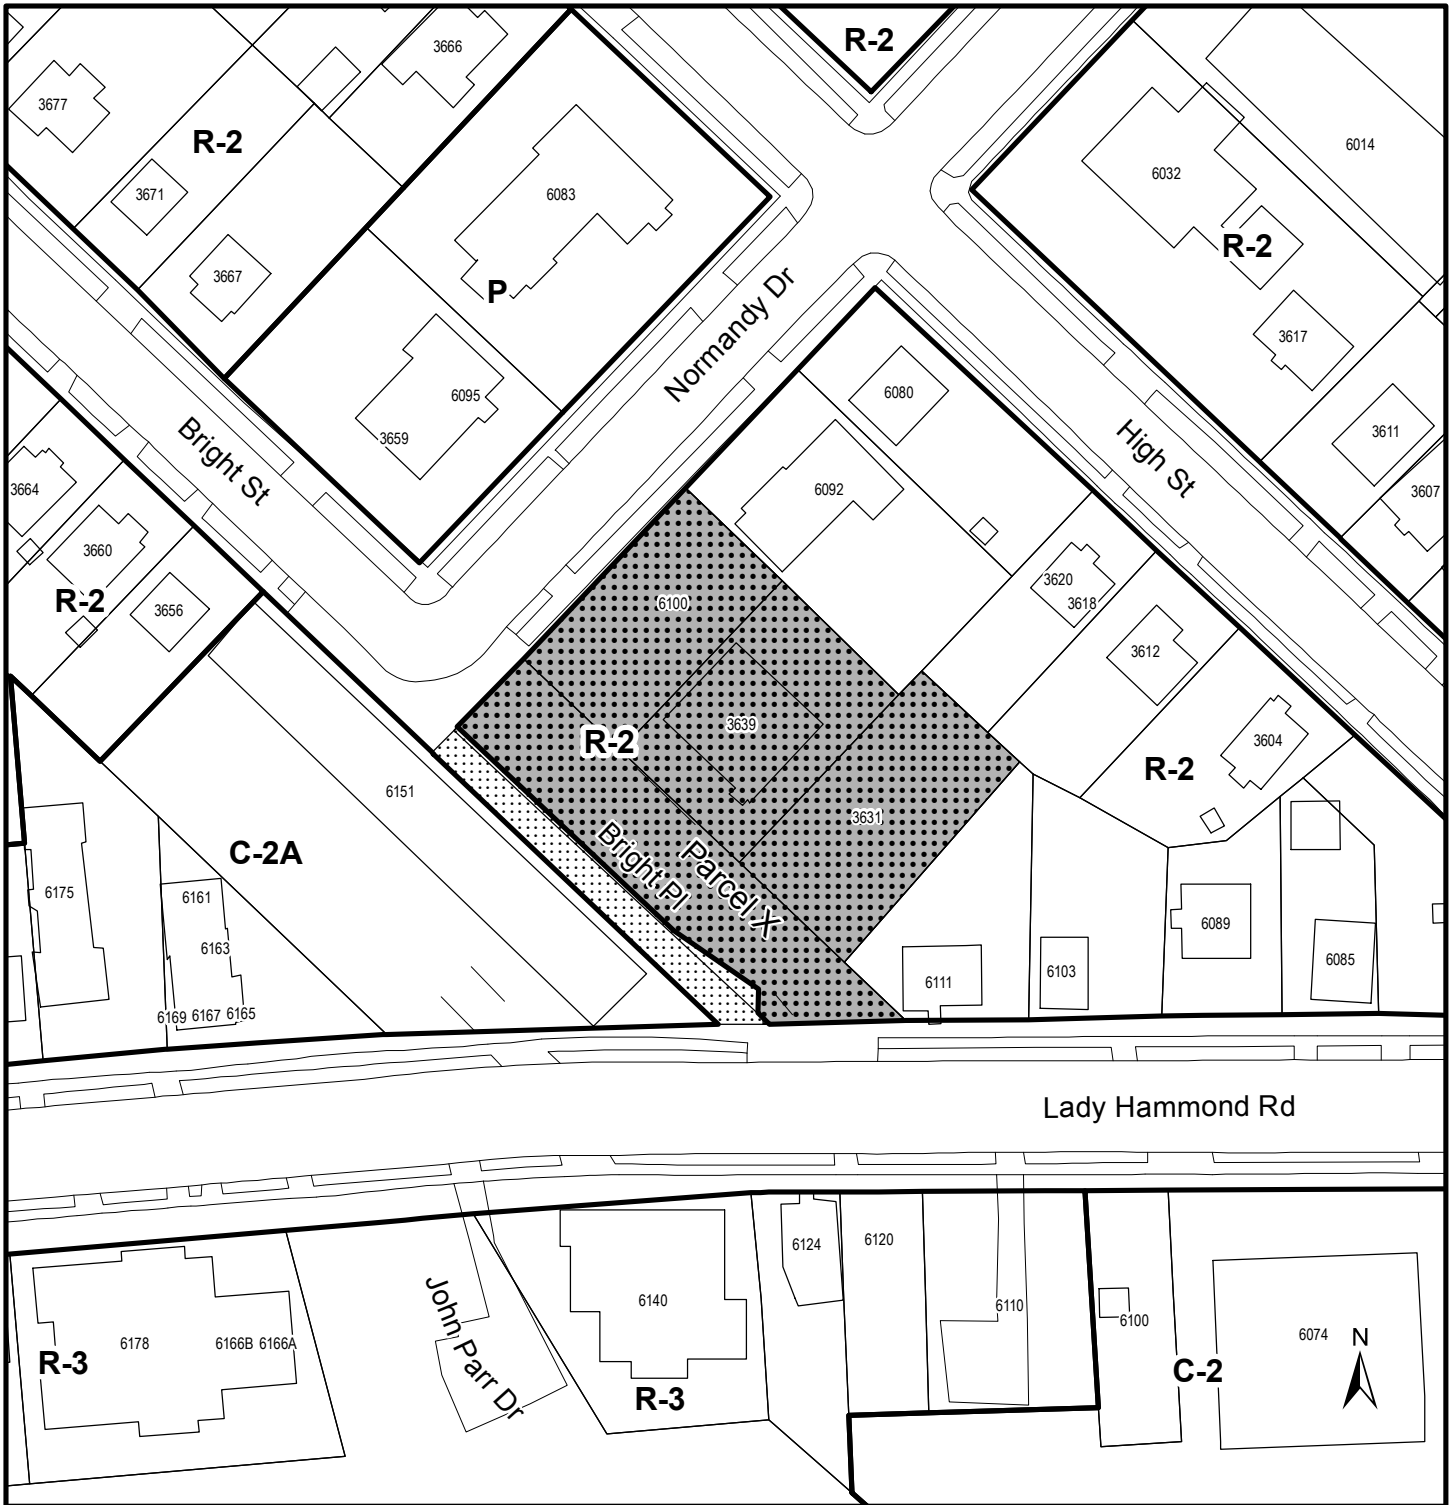 R-2
3666
3677
R-2
3671
6083
3667
P
6014
6032
R-2
3617
Normandy Dr
6095
3659
6080
3611
Bright St
High St
3664
6092
3607
3660
R-2
3656
6100
3620
3618
3612
3639
R-2
3604
R-2
6151
3631
C-2A
Bright Pl
Parcel X
6175
6161
6163
6169
6167
6165
6111
6103
6089
6085
Lady Hammond Rd
6124
6120
6140
6110
6100
John Parr Dr
6178
6166B
6166A
R-3
R-3
C-2
6074
N